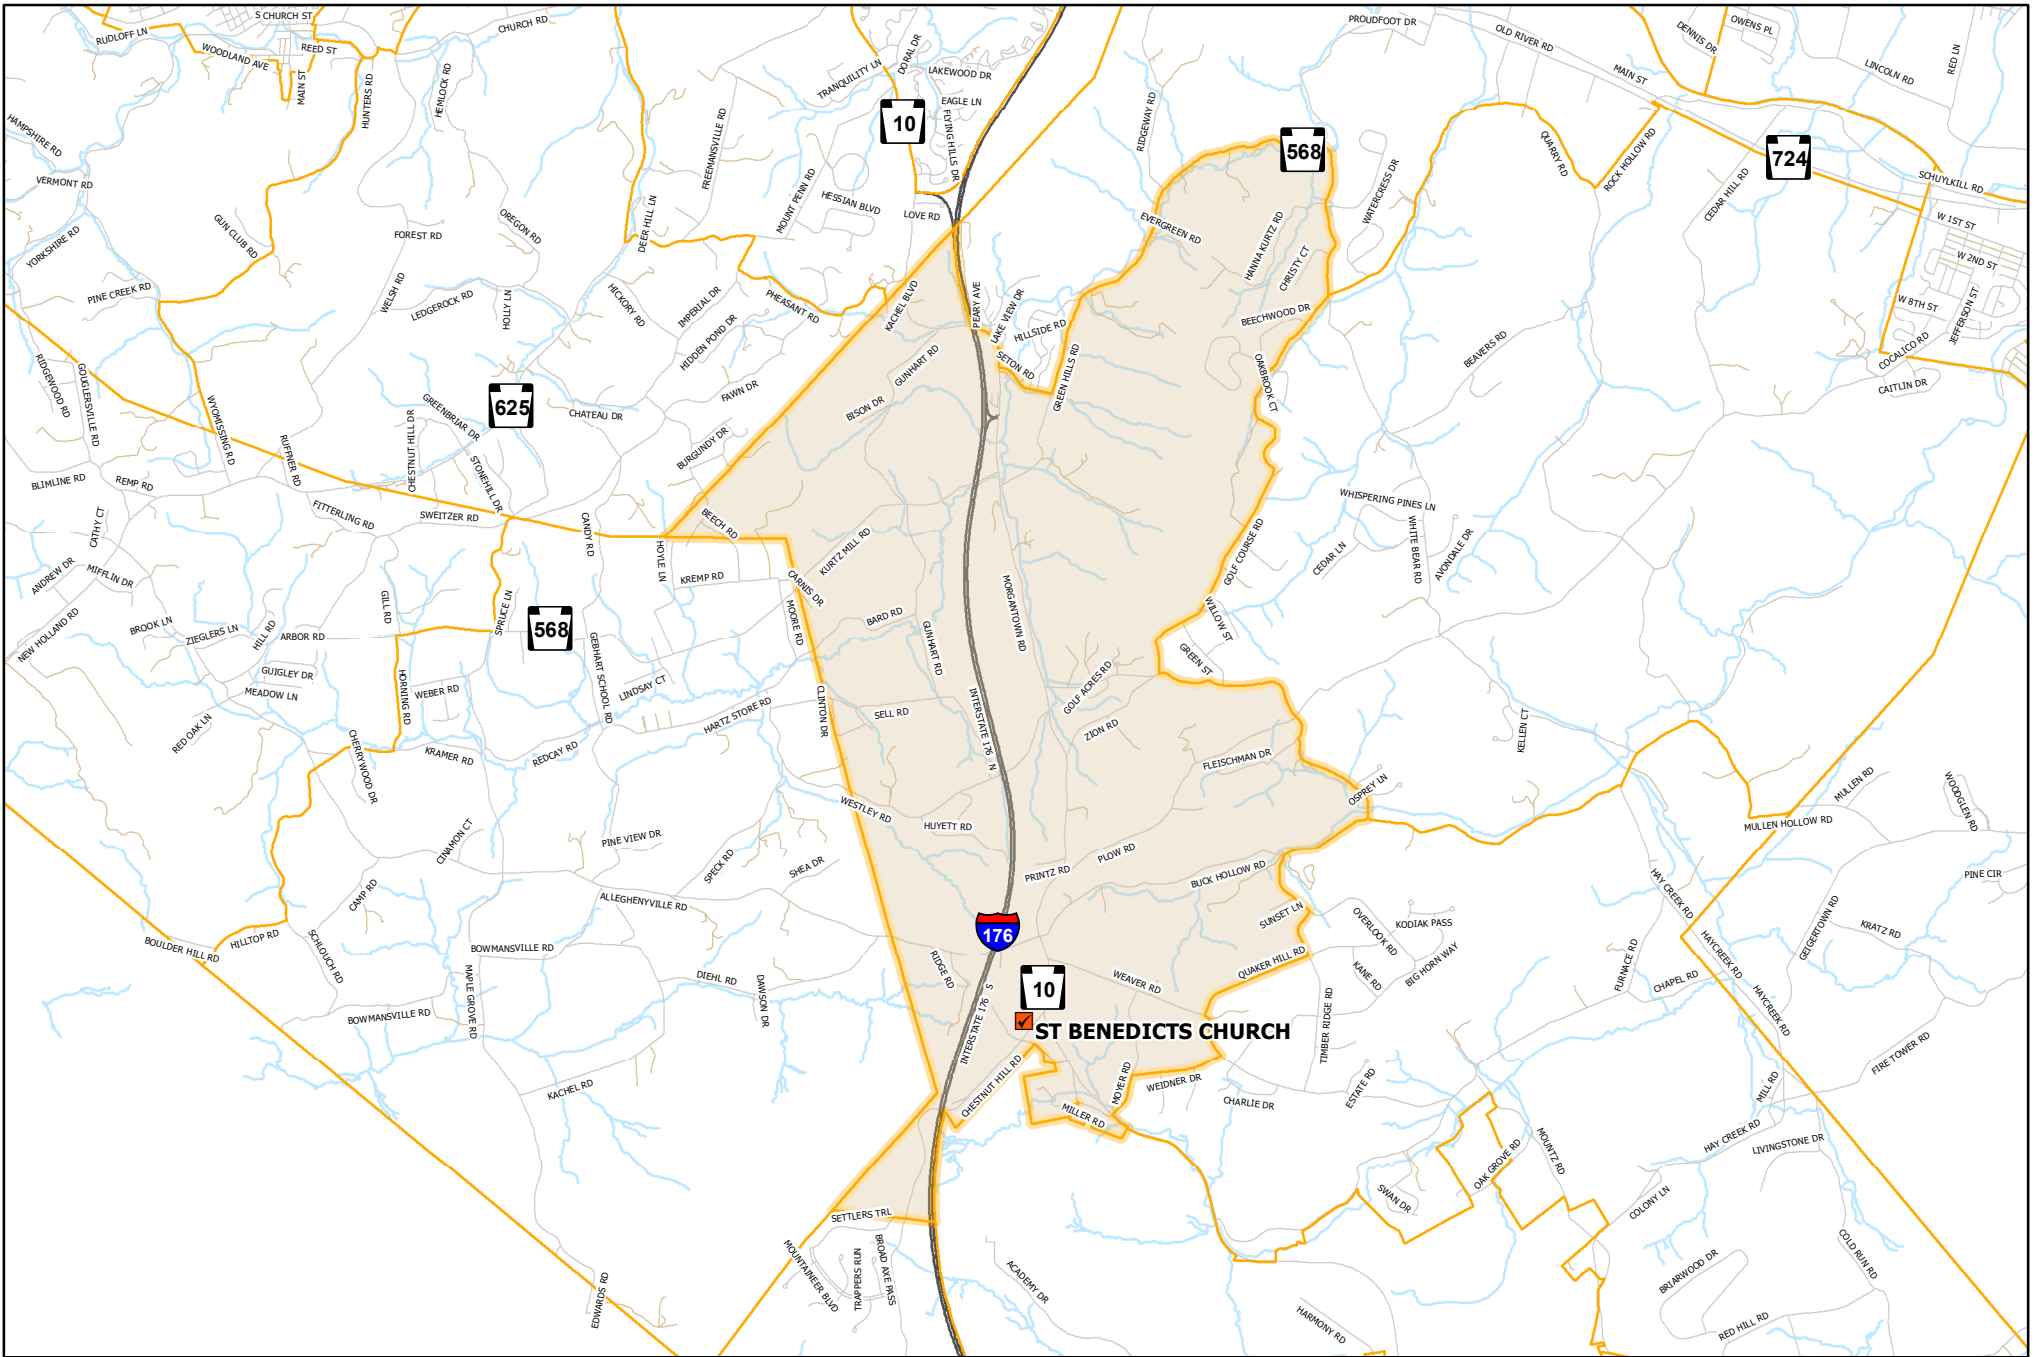 S CHURCH ST
RUDLOFF LN
WOODLAND AVE
REED ST
MAIN ST
CHURCH RD
HUNTERS RD
HEMLOCK RD
TRANQUILITY LN
DORAL DR
LAKEWOOD DR
EAGLE LN
FLYING HILLS DR
10
PROUDFOOT DR
OLD RIVER RD
MAIN ST
DENNIS DR
OWENS PL
LINCOLN RD
RED LN
HAMPSHIRE RD
VERMONT RD
YORKSHIRE RD
PINE CREEK RD
GUN CLUB RD
FOREST RD
OREGON RD
WELSH RD
LEDGEROCK RD
HOLLY LN
DEER HILL LN
FREEMANSVILLE RD
MOUNT PENN RD
HESSIAN BLVD
LOVE RD
RIDGEWAY RD
568
WATERCRESS DR
QUARRY RD
ROCK HOLLOW RD
724
CEDAR HILL RD
SCHUYLKILL RD
W 1ST ST
W 2ND ST
W 8TH ST
JEFFERSON ST
COCALICO RD
CAITLIN DR
HICKORY RD
IMPERIAL DR
HIDDEN POND DR
PHEASANT RD
KACHEL BLVD
PEARY AVE
LAKE VIEW DR
HILLSIDE RD
SETON RD
GREEN HILLS RD
EVERGREEN RD
HANNA KURTZ RD
CHRISTY CT
BEECHWOOD DR
OAKBROOK CT
BEAVERS RD
RIDGEWOOD RD
GOUGLERSVILLE RD
WYOMISSING RD
RUFFNER RD
625
GREENBRIAR DR
CHESTNUT HILL DR
STONEHILL DR
CHATEAU DR
FAWN DR
BURGUNDY DR
GUNHART RD
BISON DR
BLIMLINE RD
REMP RD
FITTERLING RD
SWEITZER RD
CANDY RD
CATHY CT
BEECH RD
HOYLE LN
KREMP RD
KURTZ MILL RD
CARNIS DR
MOORE RD
BARD RD
GUNHART RD
MORGANTOWN RD
GOLF COURSE RD
WILLOW ST
GREEN ST
WHISPERING PINES LN
WHITE BEAR RD
AVONDALE DR
CEDAR LN
ANDREW DR
MIFFLIN DR
NEW HOLLAND RD
BROOK LN
ZIEGLERS LN
HILL RD
ARBOR RD
GUIGLEY DR
MEADOW LN
GILL RD
SPRUCE LN
568
HORNING RD
WEBER RD
GEBHART SCHOOL RD
LINDSAY CT
HARTZ STORE RD
CLINTON DR
SELL RD
INTERSTATE 176 N
GOLF ACRES RD
ZION RD
FLEISCHMAN DR
OSPREY LN
KELLEN CT
RED OAK LN
CHERRYWOOD DR
KRAMER RD
REDCAY RD
WESTLEY RD
HUYETT RD
PRINTZ RD
PLOW RD
BUCK HOLLOW RD
MULLEN RD
MULLEN HOLLOW RD
WOODGLEN RD
PINE CIR
CINAMON CT
PINE VIEW DR
SPECK RD
SHEA DR
CAMP RD
ALLEGHENYVILLE RD
BOULDER HILL RD
HILLTOP RD
SCHLOUCH RD
BOWMANSVILLE RD
MAPLE GROVE RD
DIEHL RD
DAWSON DR
RIDGE RD
176
SUNSET LN
OVERLOOK RD
KODIAK PASS
QUAKER HILL RD
KANE RD
BIG HORN WAY
WEAVER RD
HAY CREEK RD
HAYCREEK RD
FURNACE RD
CHAPEL RD
HAYCREEK RD
GEIGERTOWN RD
KRATZ RD
10
INTERSTATE 176 S
ST BENEDICTS CHURCH
BOWMANSVILLE RD
KACHEL RD
CHESTNUT HILL RD
MOYER RD
WEIDNER DR
MILLER RD
CHARLIE DR
TIMBER RIDGE RD
ESTATE RD
MILL RD
FIRE TOWER RD
HAY CREEK RD
LIVINGSTONE DR
OAK GROVE RD
MOUNTZ RD
SWAN DR
COLONY LN
SETTLERS TRL
MOUNTAINEER BLVD
TRAPPERS RUN
BROAD AXE PASS
ACADEMY DR
EDWARDS RD
HARMONY RD
BRIARWOOD DR
COLD RUN RD
RED HILL RD